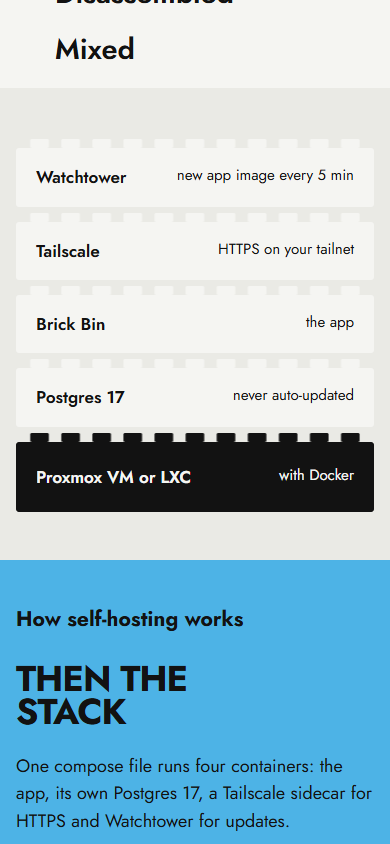 Disassembled
Mixed
Watchtower new app image every 5 min
Tailscale HTTPS on your tailnet
Brick Bin the app
Postgres 17 never auto-updated
Proxmox VM or LXC with Docker
How self-hosting works
THEN THE
STACK
One compose file runs four containers: the
app, its own Postgres 17, a Tailscale sidecar for
HTTPS and Watchtower for updates.